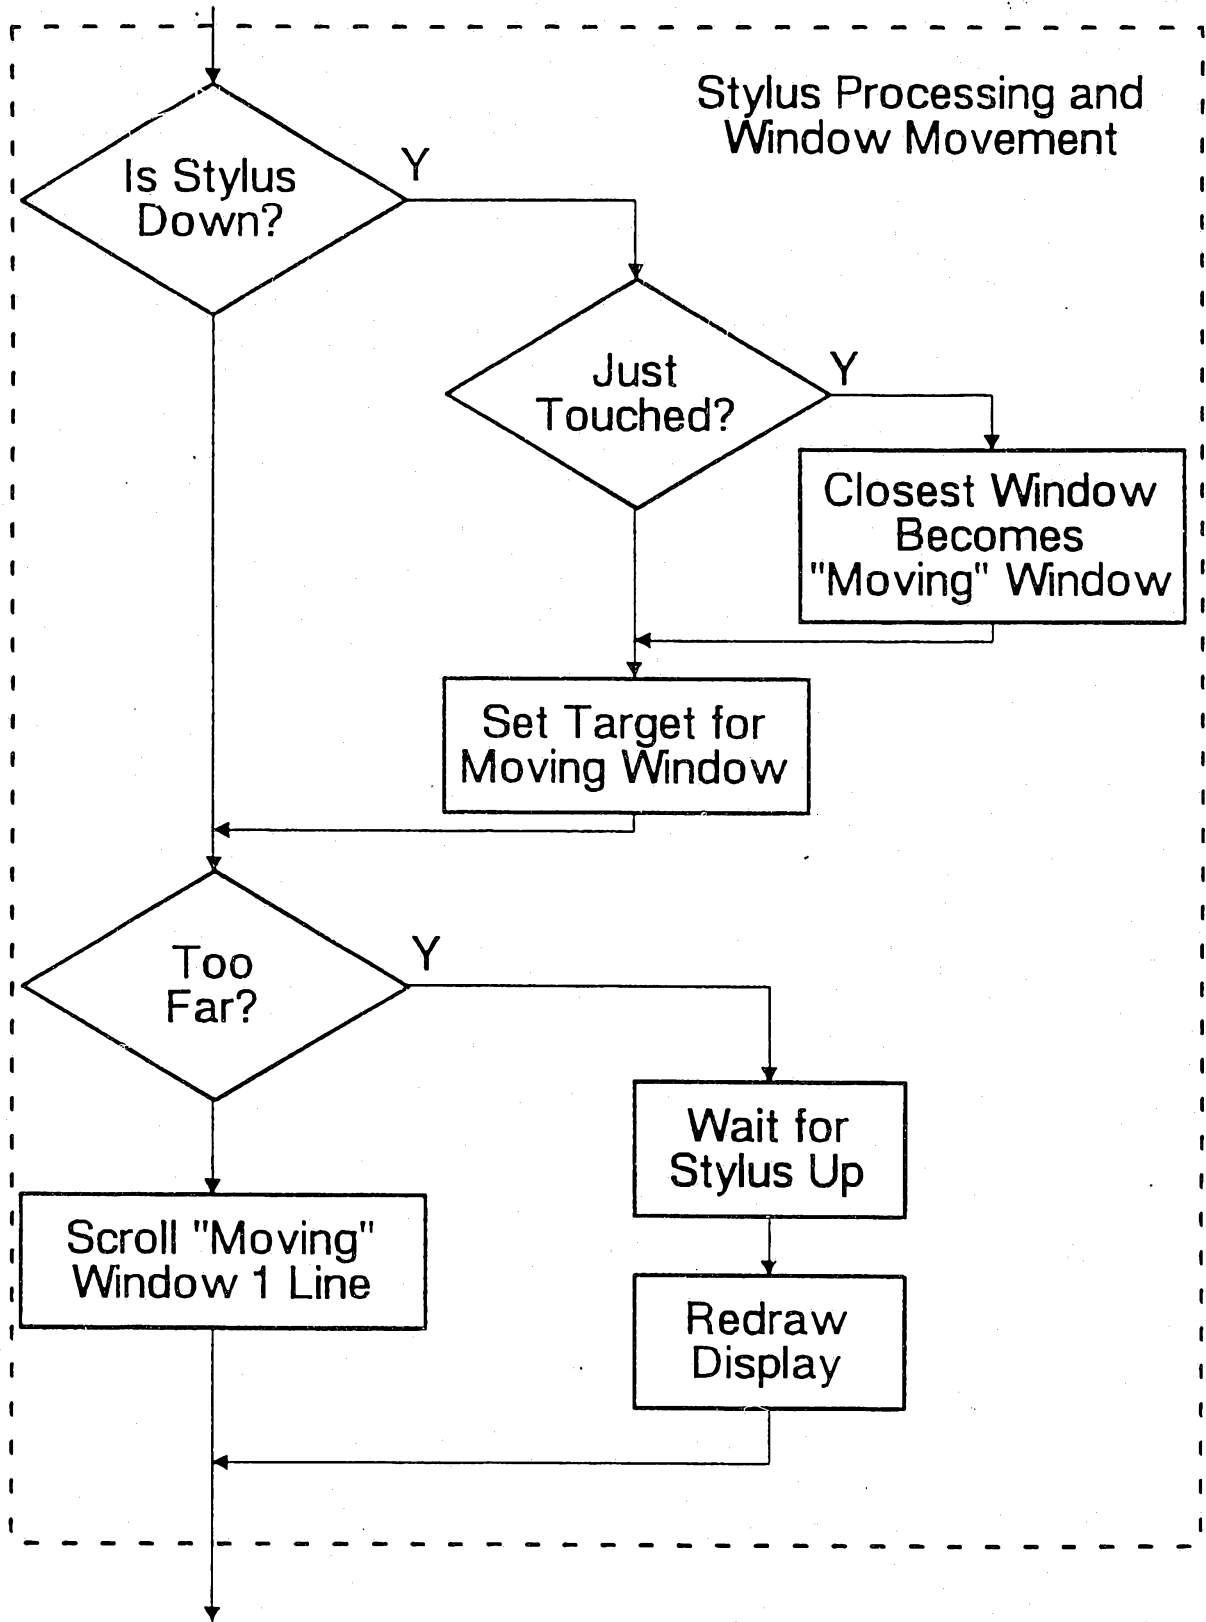 Stylus Processing and
Window Movement
Is Stylus
Down?
Y
Just
Touched?
Y
Closest Window
Becomes
"Moving" Window
Set Target for
Moving Window
Too
Far?
Y
Wait for
Stylus Up
Scroll "Moving"
Window 1 Line
Redraw
Display